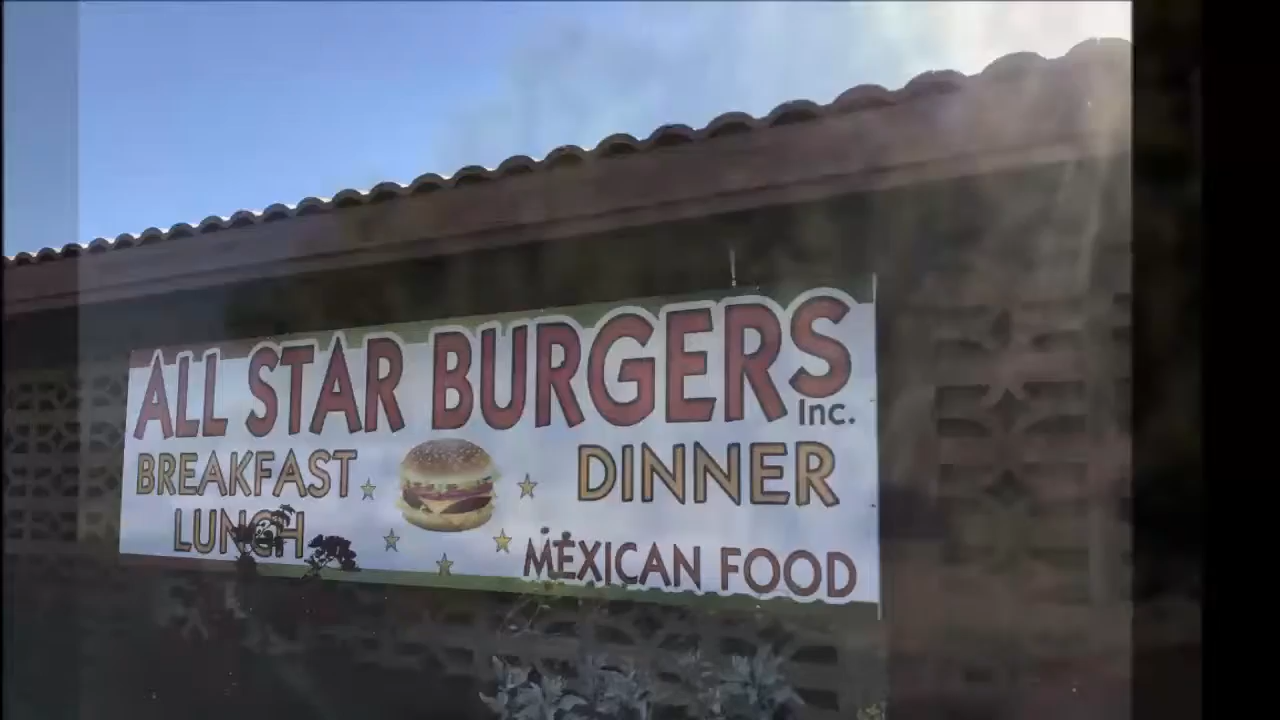 ALL STAR BURGERS
Inc.
BREAKFAST
DINNER
LUNCH
MEXICAN FOOD